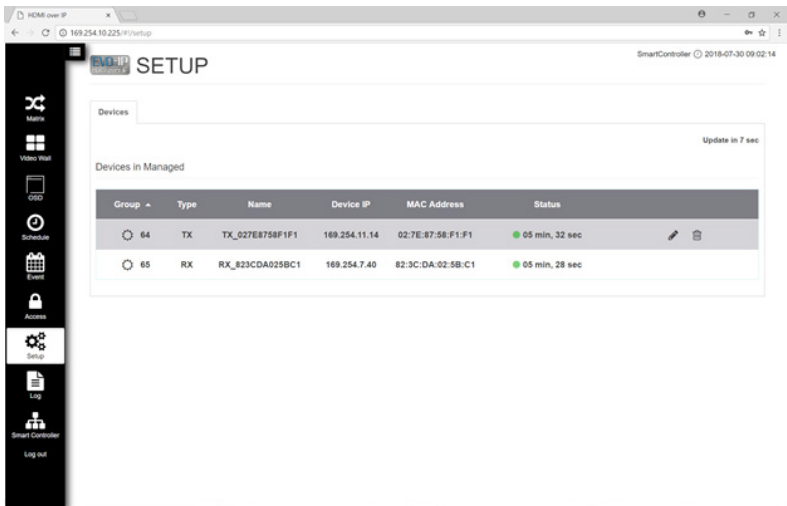 HDMI over IP
169.254.10.225/#!/setup
SmartController 2018-07-30 09:02:14
SETUP
Matrix
Devices
Update in 7 sec
Video Wall
Devices in Managed
OSD
Group Type Name Device IP MAC Address Status
Schedule
64 TX TX_027E8758F1F1 169.254.11.14 02:7E:87:58:F1:F1 05 min, 32 sec
65 RX RX_823CDA025BC1 169.254.7.40 82:3C:DA:02:5B:C1 05 min, 28 sec
Event
Access
Setup
Log
Smart Controller
Log out